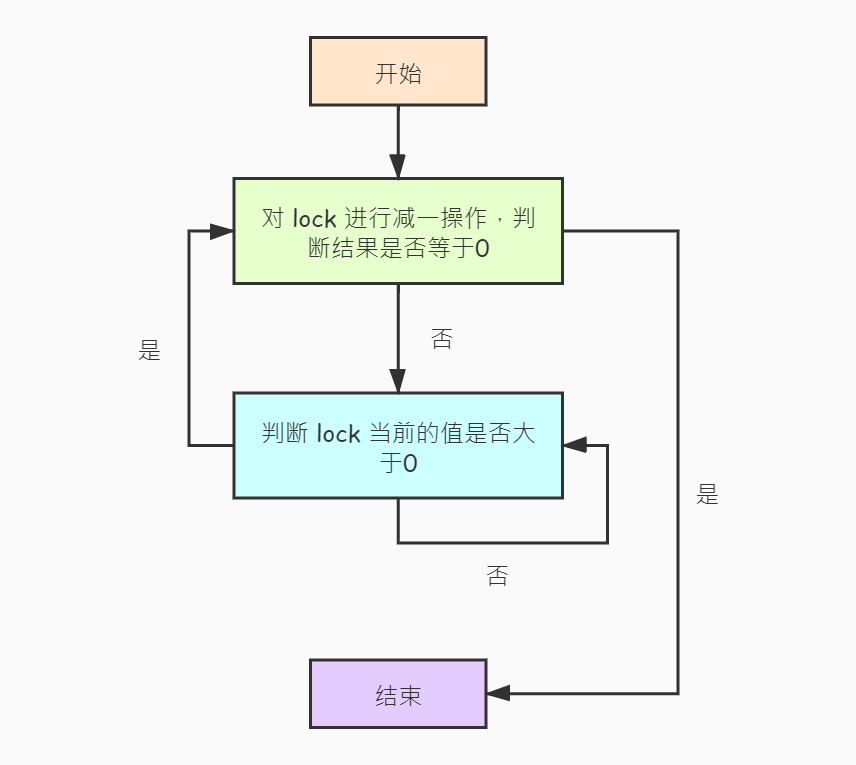 开始
对 lock 进行减一操作，判
断结果是否等于0
否
是
判断 lock 当前的值是否大
于0
是
否
结束